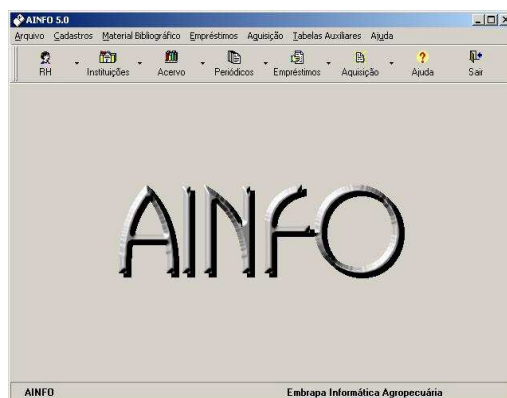 AINFO 5.0
Arquivo Cadastros Material Bibliográfico Empréstimos Aquisição Tabelas Auxiliares Ajuda
RH Instituições Acervo Periódicos Empréstimos Aquisição Ajuda Sair
AINFO
AINFO Embrapa Informática Agropecuária